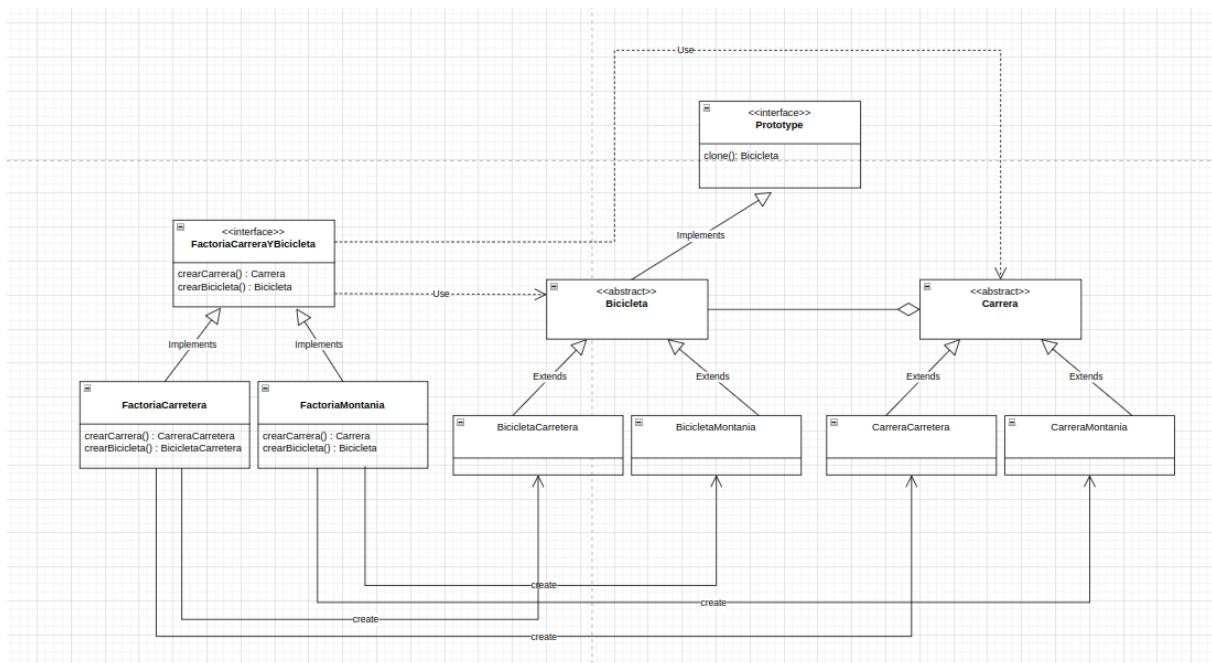 Use
<<interface>>
Prototype
clone(): Bicicleta
Implements
<<interface>>
FactoriaCarreraYBicicleta
crearCarrera() : Carrera
crearBicicleta() : Bicicleta
Use
<<abstract>>
Bicicleta
<<abstract>>
Carrera
Implements
Implements
Extends
Extends
Extends
Extends
FactoriaCarretera
crearCarrera() : CarreraCarretera
crearBicicleta() : BicicletaCarretera
FactoriaMontania
crearCarrera() : Carrera
crearBicicleta() : Bicicleta
BicicletaCarretera
BicicletaMontania
CarreraCarretera
CarreraMontania
create
create
create
create